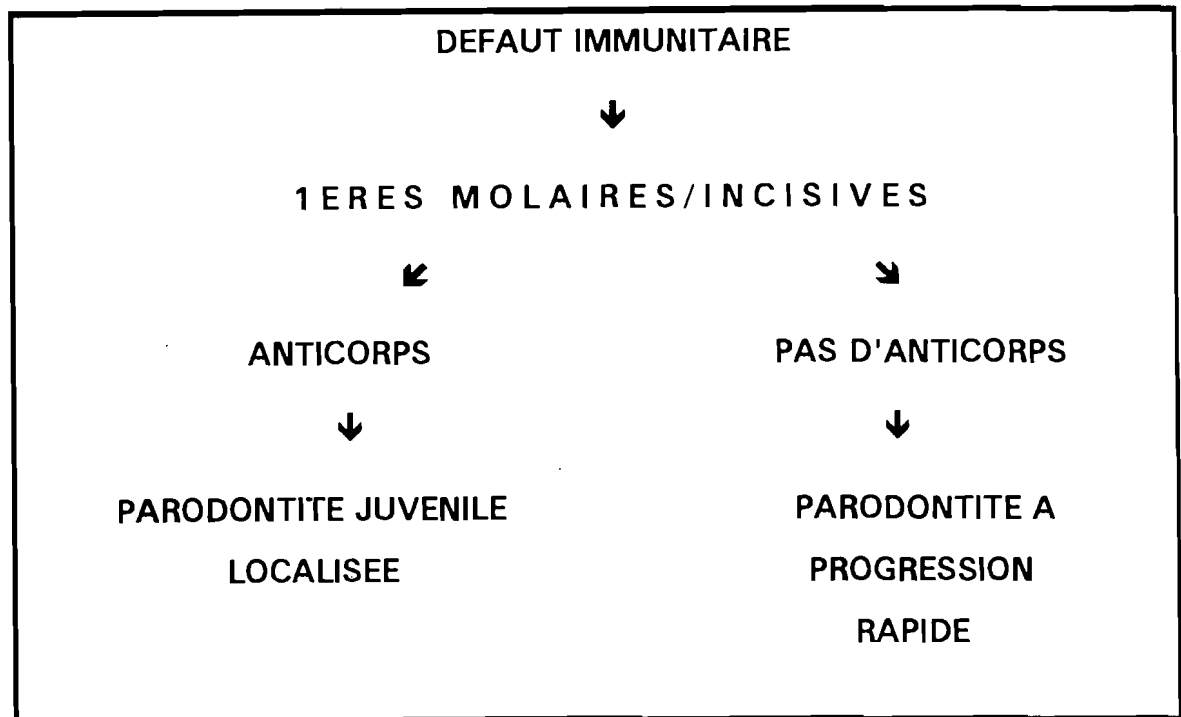 DEFAUT IMMUNITAIRE
1ERES MOLAIRES/INCISIVES
ANTICORPS
PAS D'ANTICORPS
PARODONTITE JUVENILE
LOCALISEE
PARODONTITE A
PROGRESSION
RAPIDE